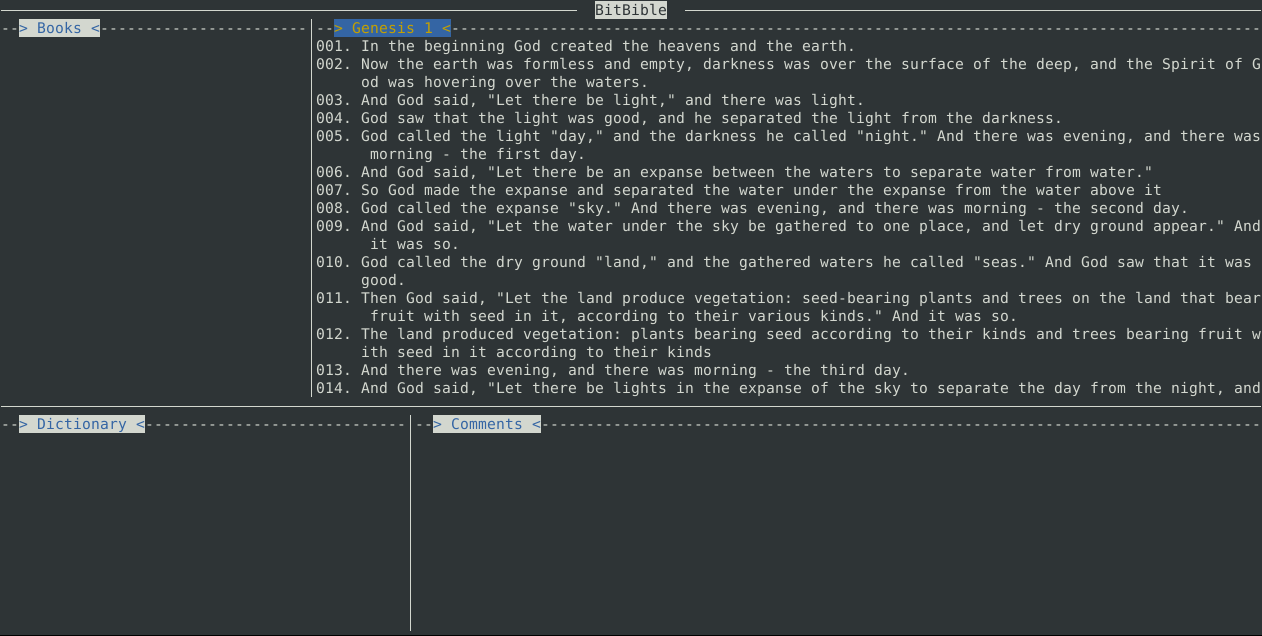 BitBible
--> Books <-----------------------
--> Genesis 1 <------------------------------------------------------------------------------------------
001. In the beginning God created the heavens and the earth.
002. Now the earth was formless and empty, darkness was over the surface of the deep, and the Spirit of G
od was hovering over the waters.
003. And God said, "Let there be light," and there was light.
004. God saw that the light was good, and he separated the light from the darkness.
005. God called the light "day," and the darkness he called "night." And there was evening, and there was
morning - the first day.
006. And God said, "Let there be an expanse between the waters to separate water from water."
007. So God made the expanse and separated the water under the expanse from the water above it
008. God called the expanse "sky." And there was evening, and there was morning - the second day.
009. And God said, "Let the water under the sky be gathered to one place, and let dry ground appear." And
it was so.
010. God called the dry ground "land," and the gathered waters he called "seas." And God saw that it was
good.
011. Then God said, "Let the land produce vegetation: seed-bearing plants and trees on the land that bear
fruit with seed in it, according to their various kinds." And it was so.
012. The land produced vegetation: plants bearing seed according to their kinds and trees bearing fruit w
ith seed in it according to their kinds
013. And there was evening, and there was morning - the third day.
014. And God said, "Let there be lights in the expanse of the sky to separate the day from the night, and
--> Dictionary <-----------------------------
--> Comments <--------------------------------------------------------------------------------